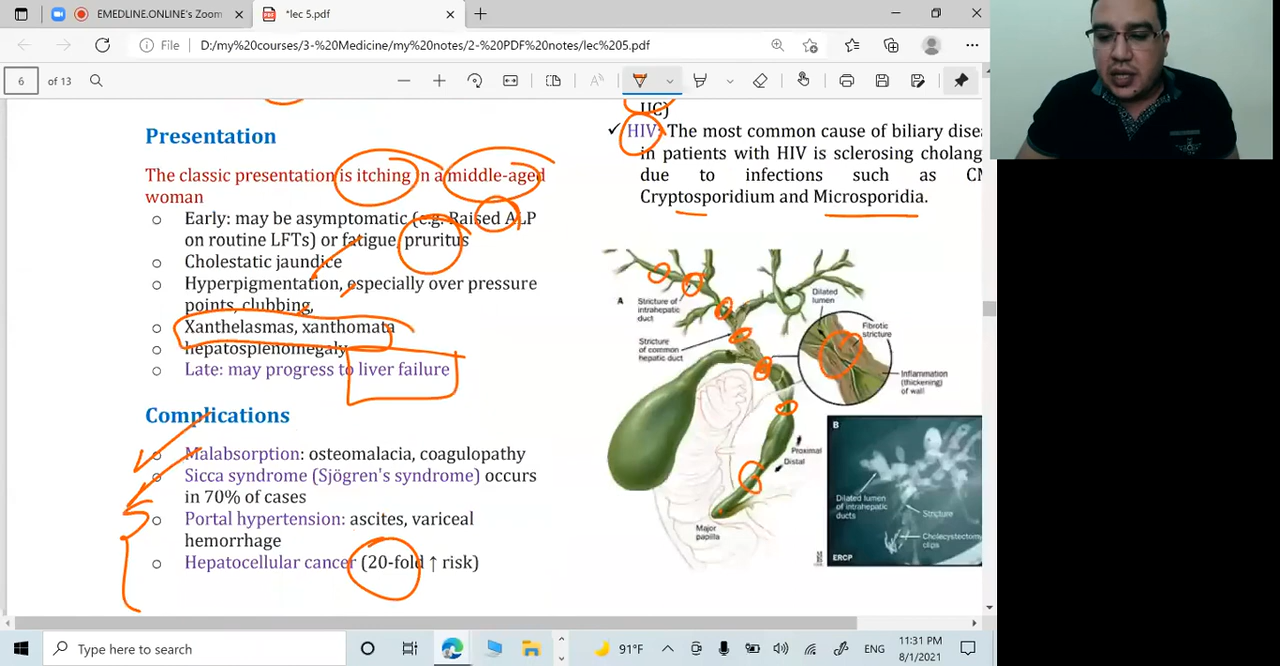 EMEDLINE.ONLINE's Zoom
*lec 5.pdf
File
D:/my%20courses/3-%20Medicine/my%20notes/2-%20PDF%20notes/lec%205.pdf
6
of 13
Presentation
The classic presentation is itching in a middle-aged
woman
o Early: may be asymptomatic (e.g. Raised ALP
on routine LFTs) or fatigue, pruritus
o Cholestatic jaundice
o Hyperpigmentation, especially over pressure
points, clubbing,
o Xanthelasmas, xanthomata
o hepatosplenomegaly
o Late: may progress to liver failure
Complications
o Malabsorption: osteomalacia, coagulopathy
o Sicca syndrome (Sjögren's syndrome) occurs
in 70% of cases
o Portal hypertension: ascites, variceal
hemorrhage
o Hepatocellular cancer (20-fold ↑ risk)
UC)
✓ HIV: The most common cause of biliary dise
in patients with HIV is sclerosing cholang
due to infections such as CM
Cryptosporidium and Microsporidia.
A
Stricture of
intrahepatic
duct
Stricture of
common
hepatic duct
Dilated
lumen
Fibrotic
stricture
Inflammation
(thickening)
of wall
Proximal
Distal
Major
papilla
B
Dilated lumen
of intrahepatic
ducts
Stricture
Cholecystectom
clips
ERCP
Type here to search
91°F
ENG
11:31 PM
8/1/2021